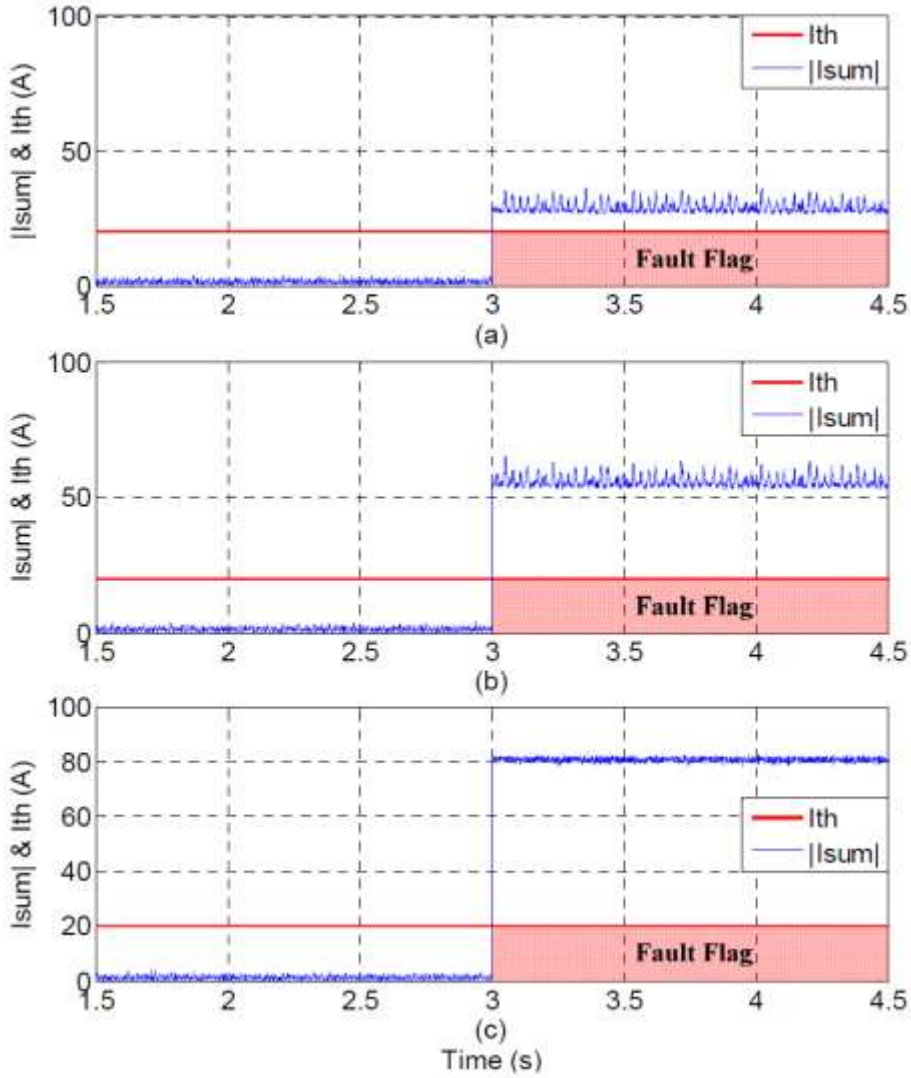 100
50
0
|Isum| & Ith (A)
Ith
|Isum|
Fault Flag
1.5 2 2.5 3 3.5 4 4.5
(a)
100
50
0
Isum| & Ith (A)
Ith
|Isum|
Fault Flag
1.5 2 2.5 3 3.5 4 4.5
(b)
100
80
60
40
20
0
Isum| & Ith (A)
Ith
|Isum|
Fault Flag
1.5 2 2.5 3 3.5 4 4.5
(c)
Time (s)